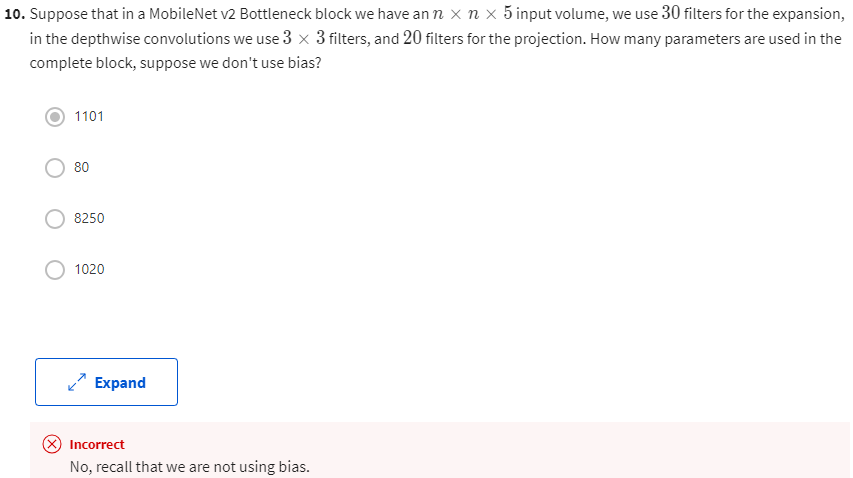 10. Suppose that in a MobileNet v2 Bottleneck block we have an n × n × 5 input volume, we use 30 filters for the expansion,
in the depthwise convolutions we use 3 × 3 filters, and 20 filters for the projection. How many parameters are used in the
complete block, suppose we don't use bias?
1101
80
8250
1020
Expand
Incorrect
No, recall that we are not using bias.